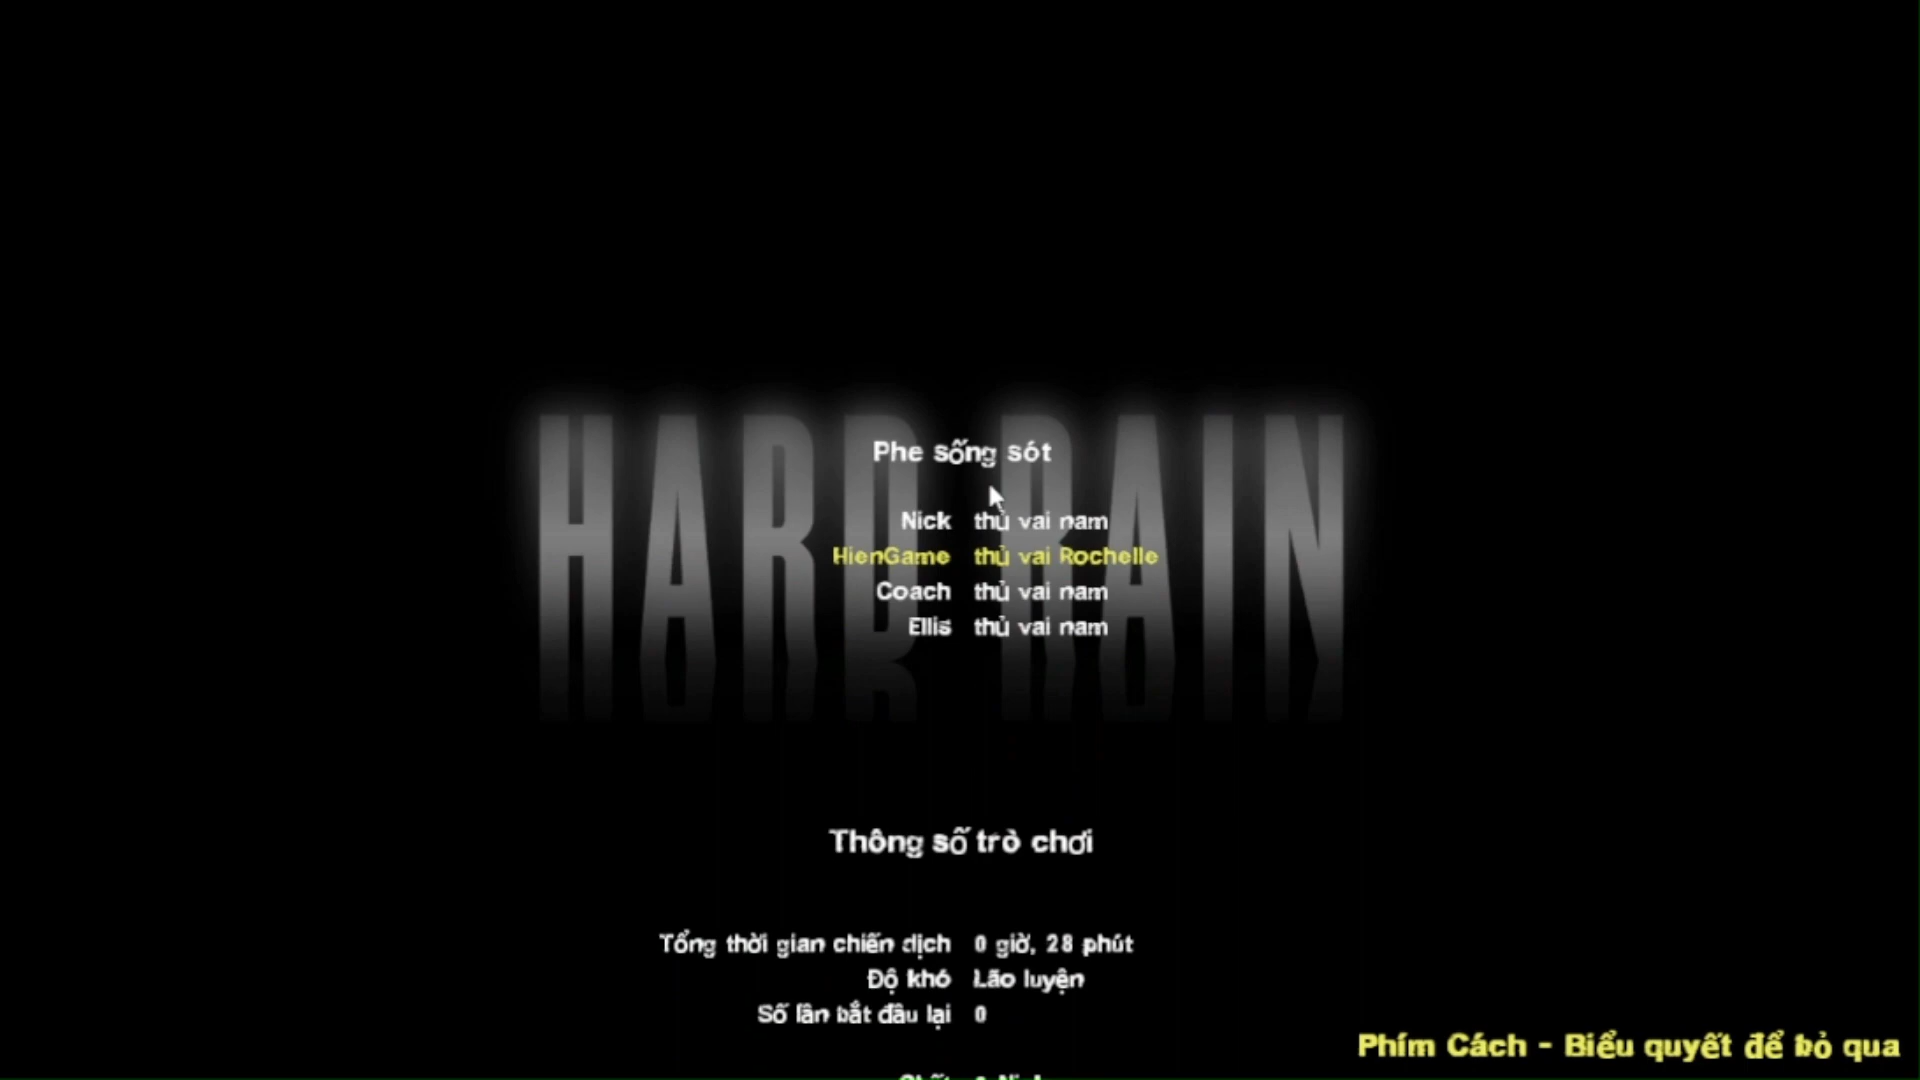 HARD RAIN
Phe sống sót
Nick thủ vai nam
HienGame thủ vai Rochelle
Coach thủ vai nam
Ellis thủ vai nam
Thông số trò chơi
Tổng thời gian chiến dịch 0 giờ, 28 phút
Độ khó Lão luyện
Số lần bắt đầu lại 0
Phím Cách - Biểu quyết để bỏ qua